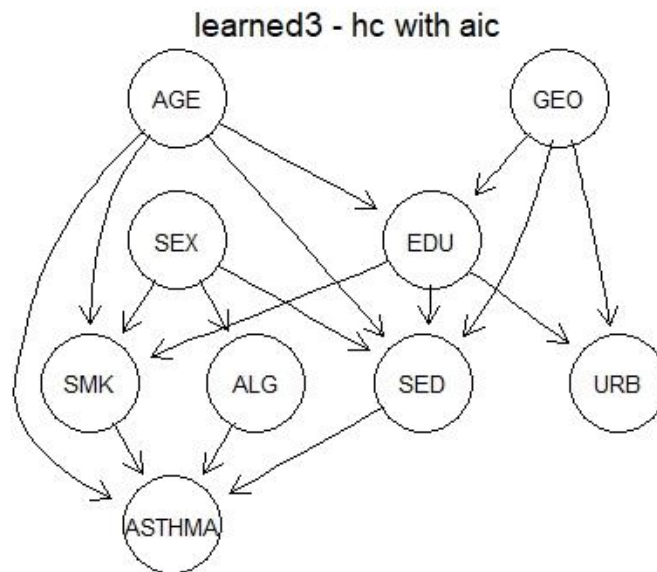 learned3 - hc with aic
AGE
GEO
SEX
EDU
SMK
ALG
SED
URB
ASTHMA